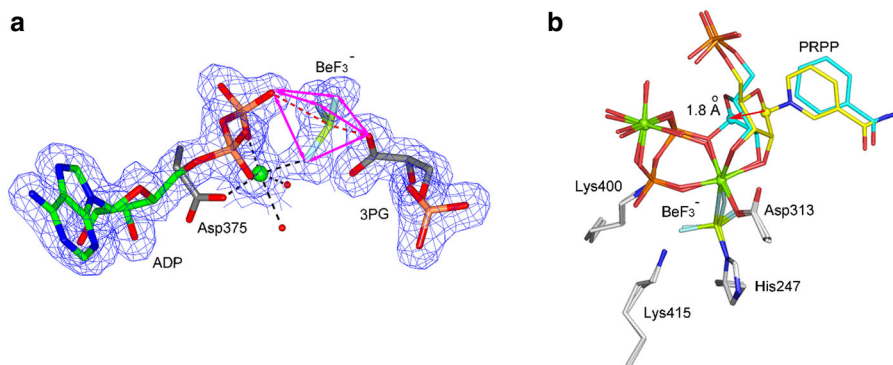 a
BeF3-
Asp375
ADP
3PG
b
PRPP
1.8 Å
Lys400
BeF3-
Asp313
His247
Lys415